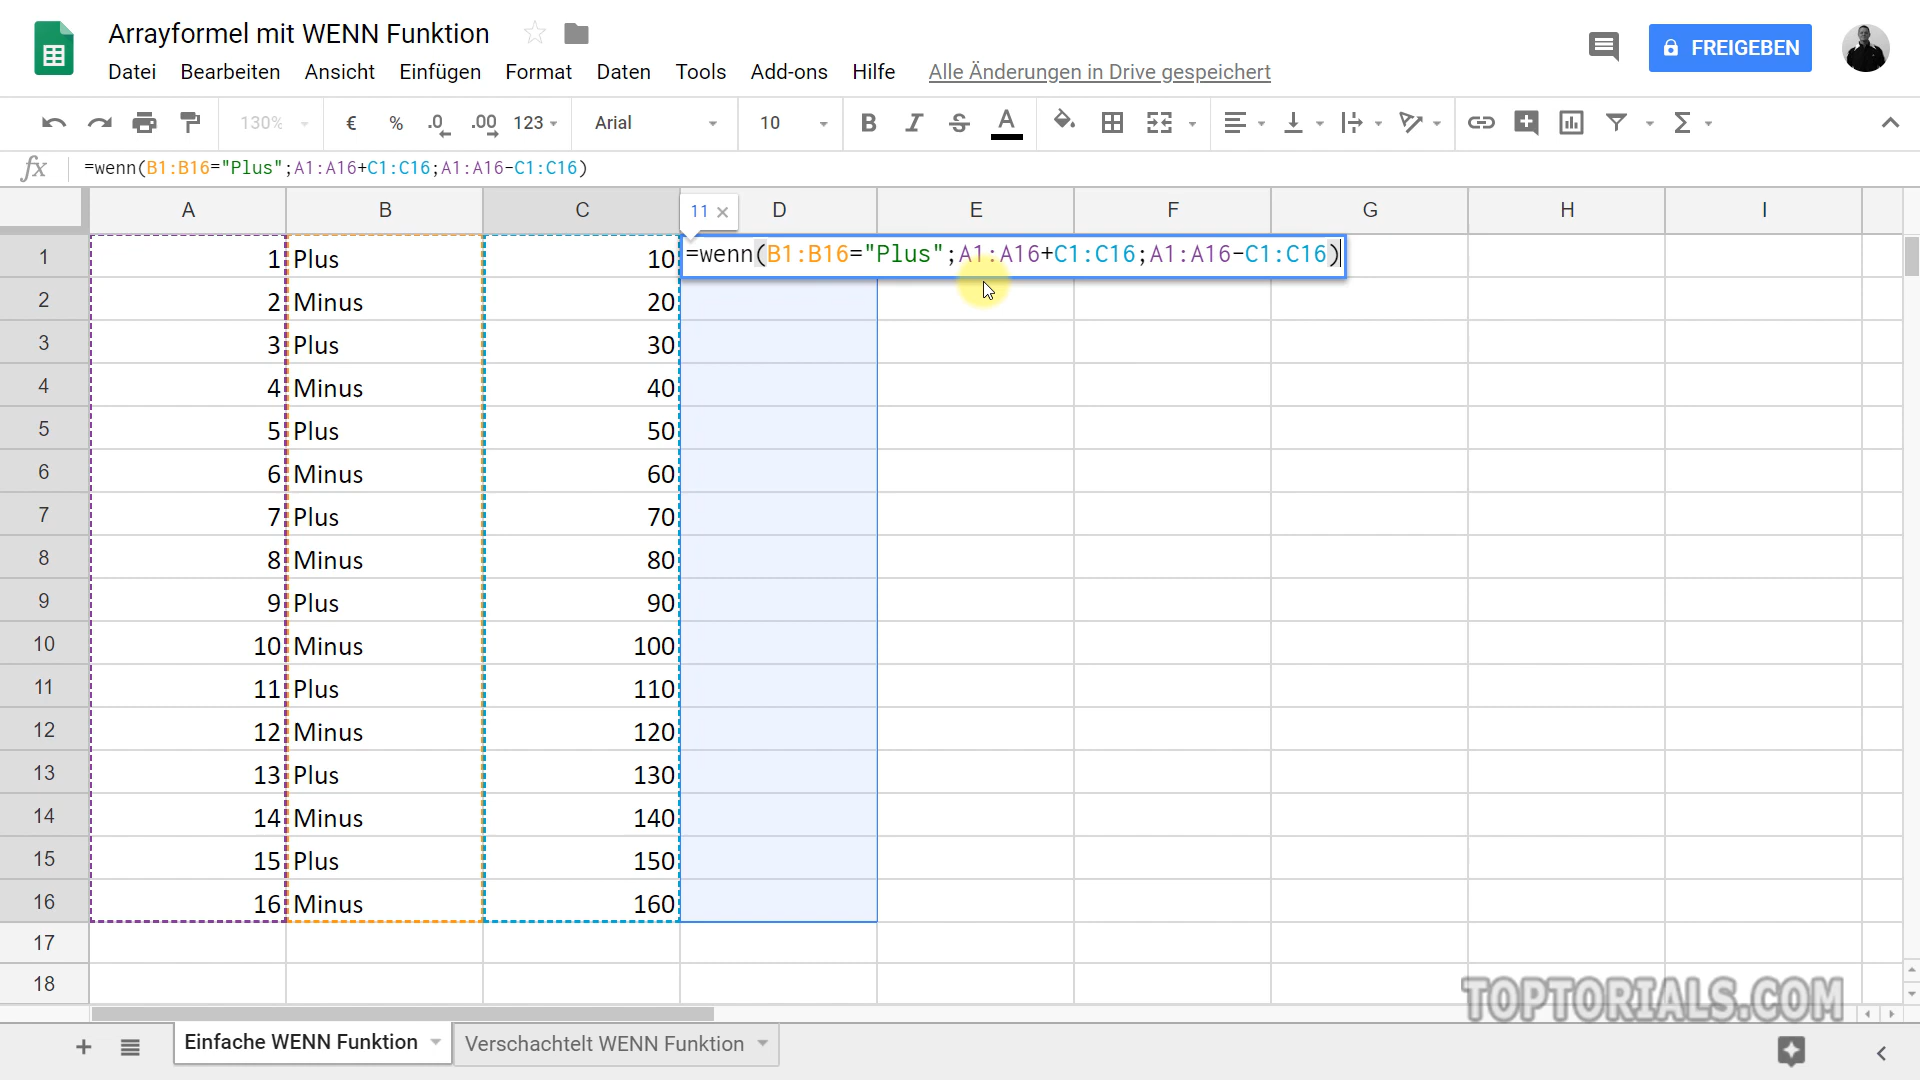 Arrayformel mit WENN Funktion
Datei Bearbeiten Ansicht Einfügen Format Daten Tools Add-ons Hilfe Alle Änderungen in Drive gespeichert
FREIGEBEN
130% € % .0 .00 123 Arial 10 B I S A Σ
fx =wenn(B1:B16="Plus";A1:A16+C1:C16;A1:A16-C1:C16)
A B C 11 × D E F G H I
1 1 Plus 10 =wenn(B1:B16="Plus";A1:A16+C1:C16;A1:A16-C1:C16)
2 2 Minus 20
3 3 Plus 30
4 4 Minus 40
5 5 Plus 50
6 6 Minus 60
7 7 Plus 70
8 8 Minus 80
9 9 Plus 90
10 10 Minus 100
11 11 Plus 110
12 12 Minus 120
13 13 Plus 130
14 14 Minus 140
15 15 Plus 150
16 16 Minus 160
17
18
TOPTORIALS.COM
+ Einfache WENN Funktion Verschachtelt WENN Funktion